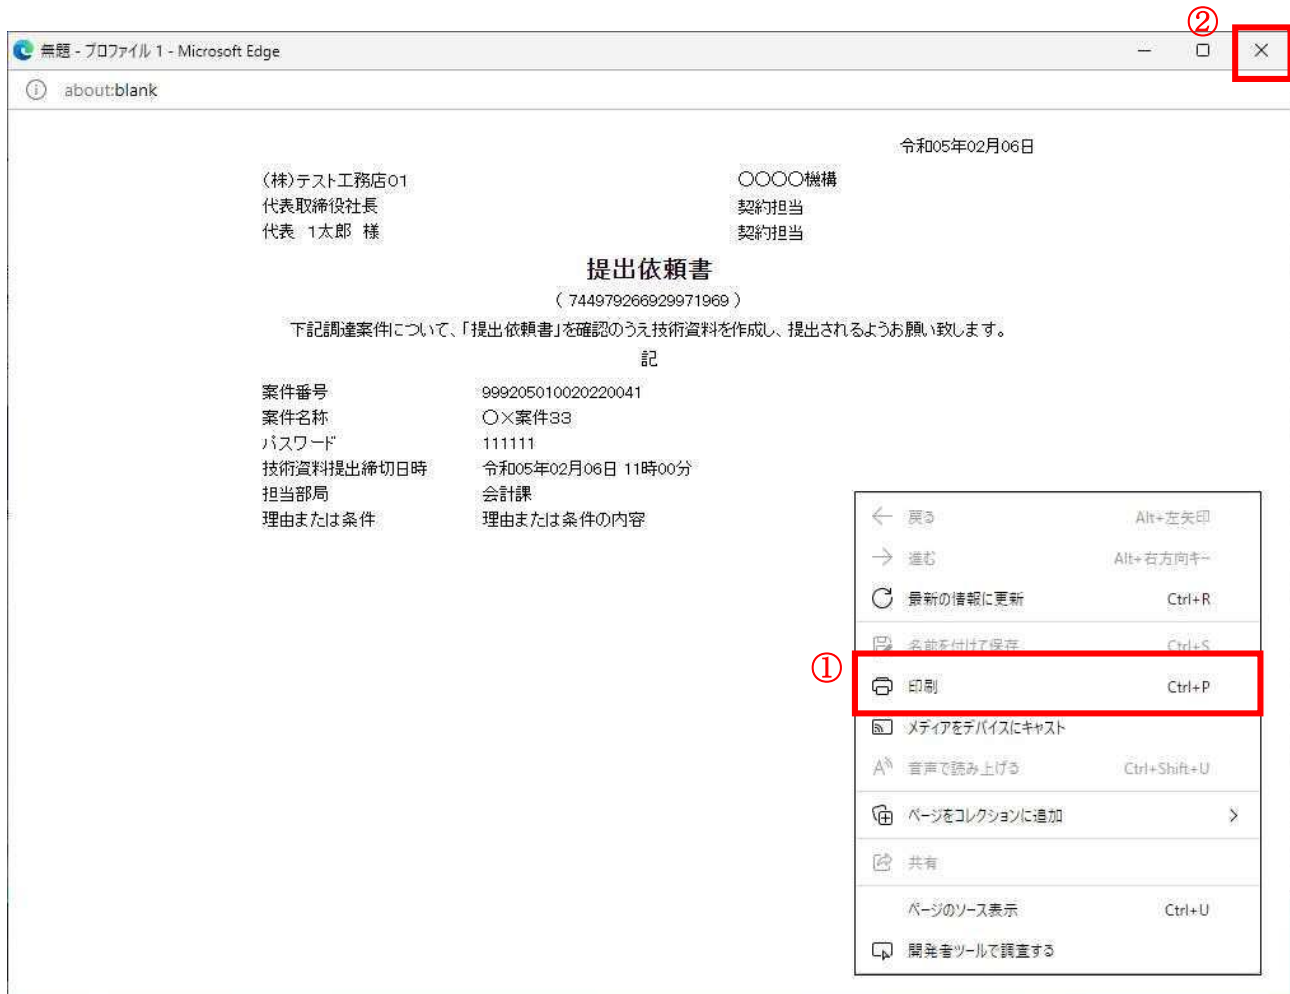 ②
無題 - プロファイル 1 - Microsoft Edge
about:blank
令和05年02月06日
(株)テスト工務店01
〇〇〇〇機構
代表取締役社長
契約担当
代表 1太郎 様
契約担当
提出依頼書
( 744979266929971969 )
下記調達案件について、「提出依頼書」を確認のうえ技術資料を作成し、提出されるようお願い致します。
記
案件番号 999205010020220041
案件名称 〇×案件33
パスワード 111111
技術資料提出締切日時 令和05年02月06日 11時00分
担当部局 会計課
理由または条件 理由または条件の内容
戻る Alt+左矢印
進む Alt+右方向キー
最新の情報に更新 Ctrl+R
名前を付けて保存 Ctrl+S
①
印刷 Ctrl+P
メディアをデバイスにキャスト
音声で読み上げる Ctrl+Shift+U
ページをコレクションに追加
共有
ページのソース表示 Ctrl+U
開発者ツールで調査する